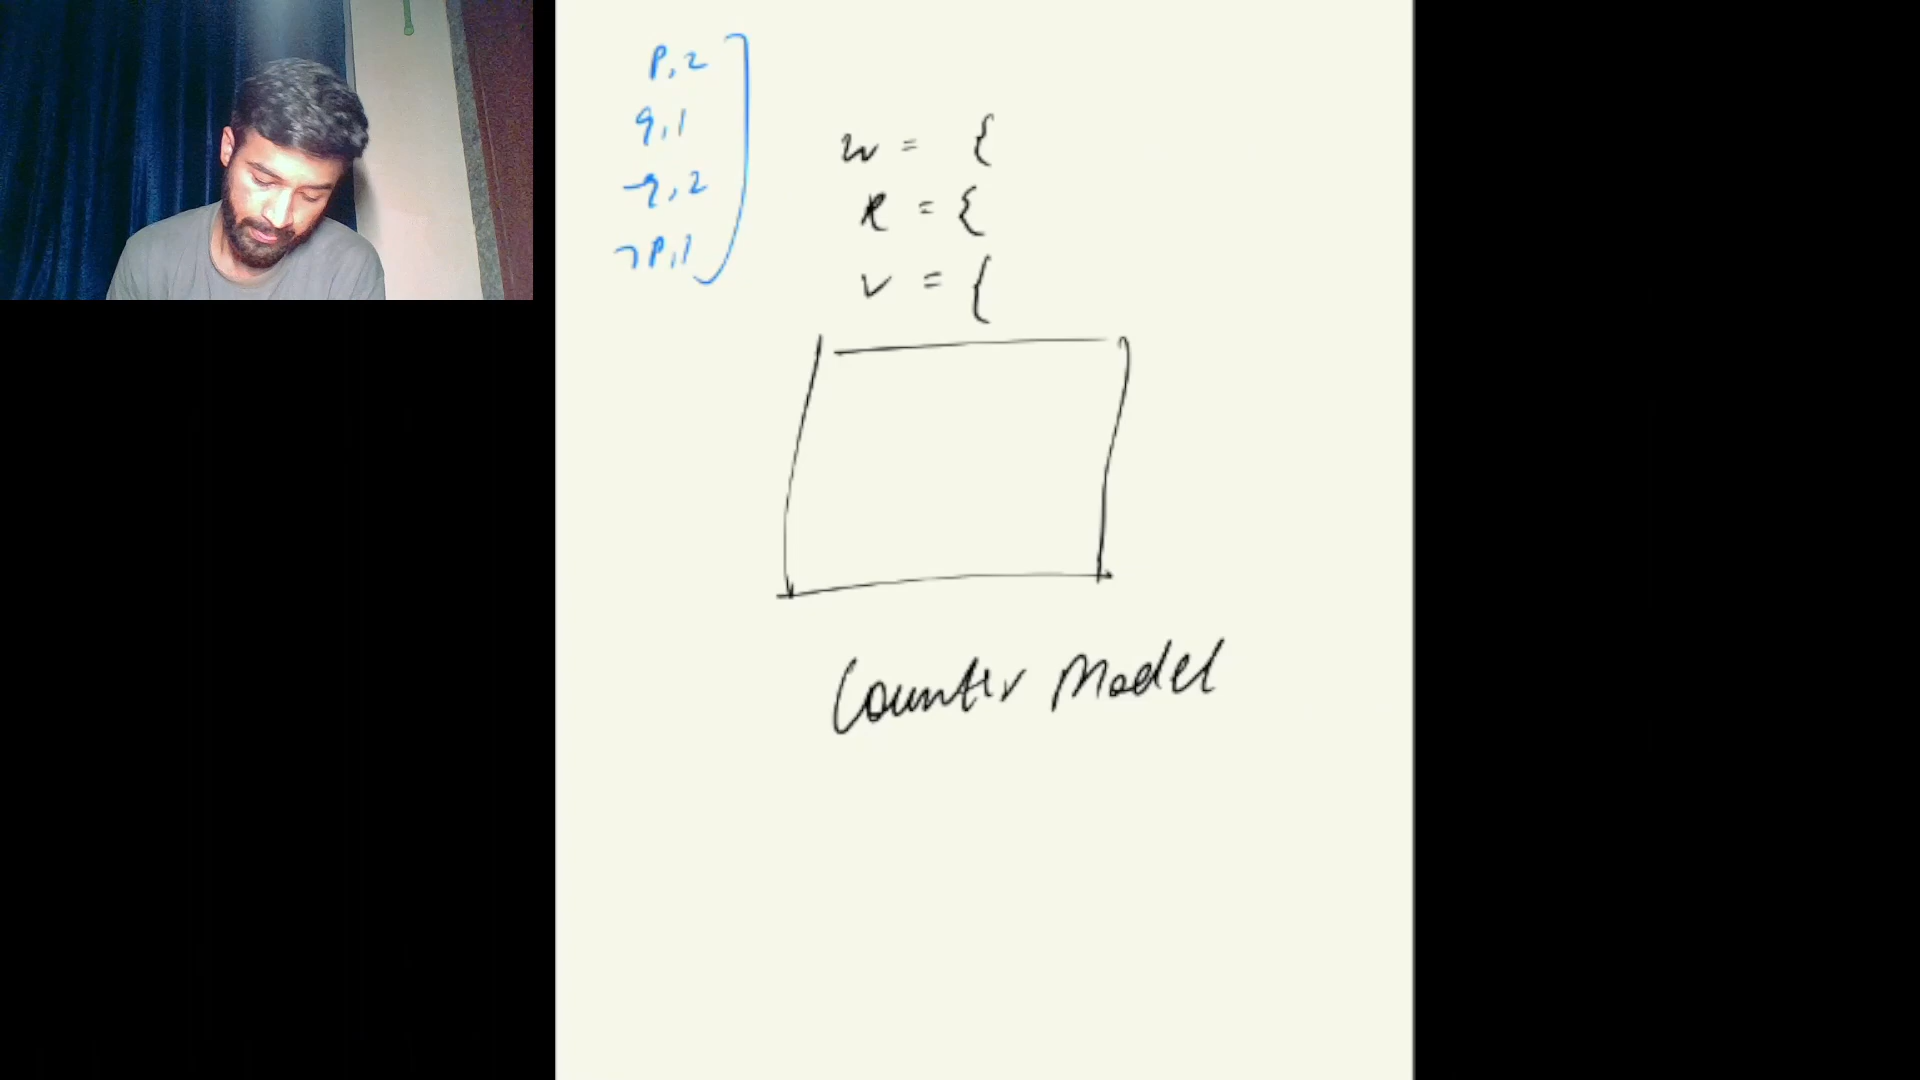 p,2
q,1
¬q,2
¬p,1
W = {
R = {
v = {
Counter Model